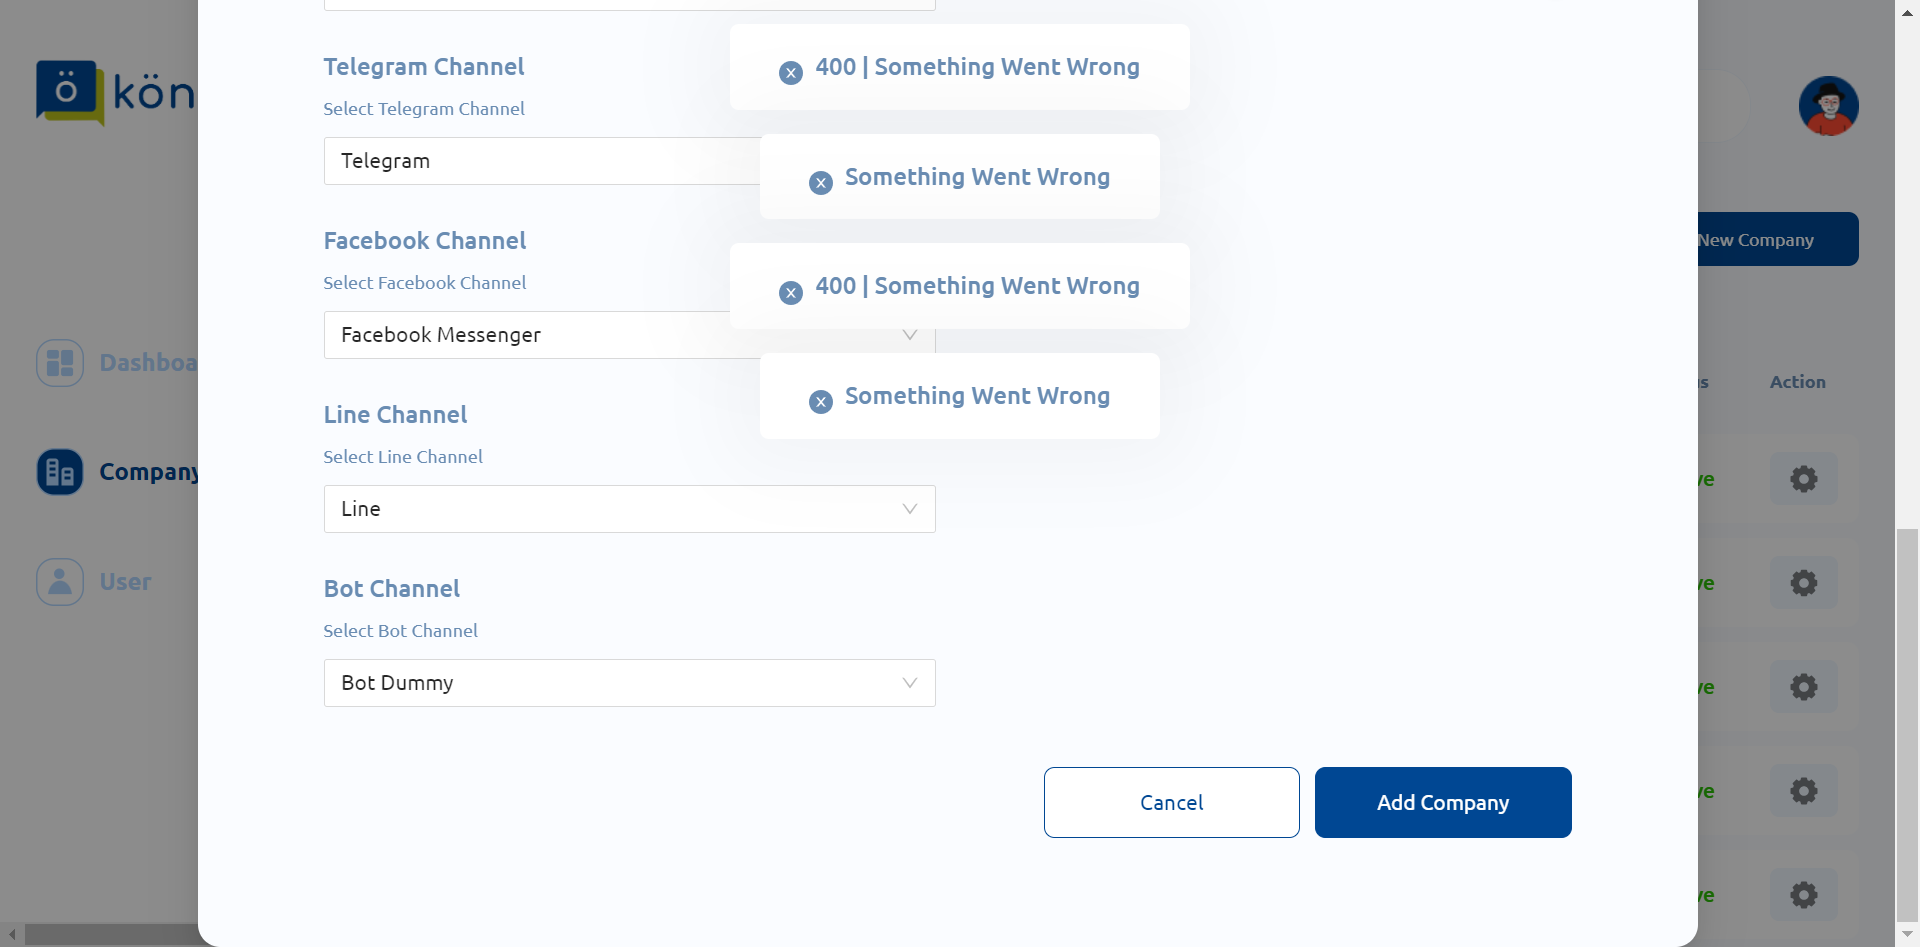 ö kön
Dashboa
Company
User
Telegram Channel
Select Telegram Channel
Telegram
Facebook Channel
Select Facebook Channel
Facebook Messenger
Line Channel
Select Line Channel
Line
Bot Channel
Select Bot Channel
Bot Dummy
400 | Something Went Wrong
Something Went Wrong
400 | Something Went Wrong
Something Went Wrong
Cancel
Add Company
New Company
s
Action
ve
ve
ve
ve
ve